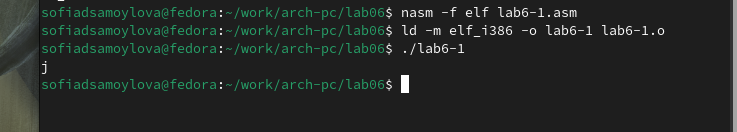 sofiadsamoylova@fedora:~/work/arch-pc/lab06$ nasm -f elf lab6-1.asm
sofiadsamoylova@fedora:~/work/arch-pc/lab06$ ld -m elf_i386 -o lab6-1 lab6-1.o
sofiadsamoylova@fedora:~/work/arch-pc/lab06$ ./lab6-1
j
sofiadsamoylova@fedora:~/work/arch-pc/lab06$